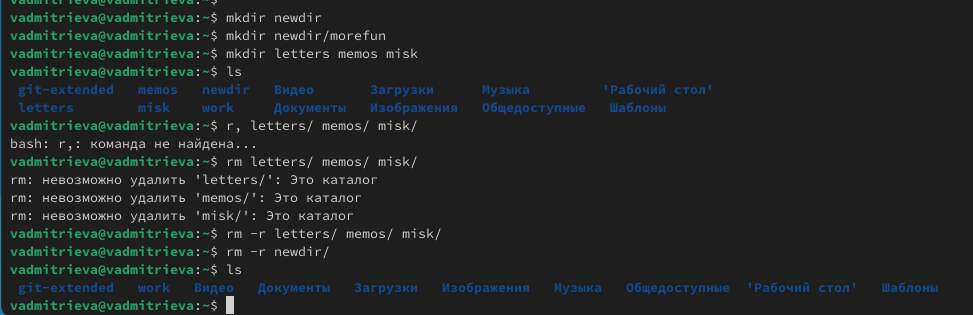 vadmitrieva@vadmitrieva:~$ mkdir newdir
vadmitrieva@vadmitrieva:~$ mkdir newdir/morefun
vadmitrieva@vadmitrieva:~$ mkdir letters memos misk
vadmitrieva@vadmitrieva:~$ ls
git-extended memos newdir Видео Загрузки Музыка 'Рабочий стол'
letters misk work Документы Изображения Общедоступные Шаблоны
vadmitrieva@vadmitrieva:~$ r, letters/ memos/ misk/
bash: r,: команда не найдена...
vadmitrieva@vadmitrieva:~$ rm letters/ memos/ misk/
rm: невозможно удалить 'letters/': Это каталог
rm: невозможно удалить 'memos/': Это каталог
rm: невозможно удалить 'misk/': Это каталог
vadmitrieva@vadmitrieva:~$ rm -r letters/ memos/ misk/
vadmitrieva@vadmitrieva:~$ rm -r newdir/
vadmitrieva@vadmitrieva:~$ ls
git-extended work Видео Документы Загрузки Изображения Музыка Общедоступные 'Рабочий стол' Шаблоны
vadmitrieva@vadmitrieva:~$